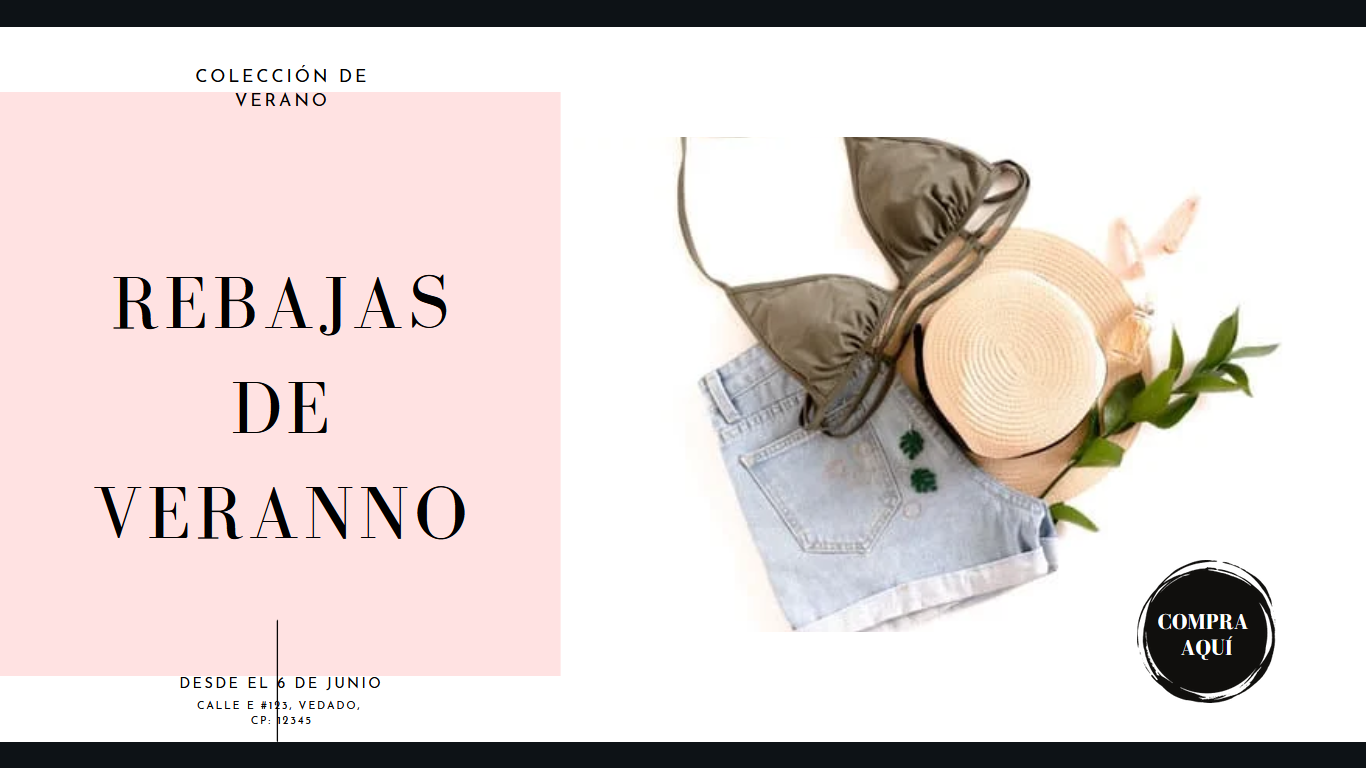 COLECCIÓN DE
VERANO
REBAJAS
DE
VERANNO
DESDE EL 6 DE JUNIO
CALLE E #123, VEDADO,
CP: 12345
COMPRA
AQUÍ